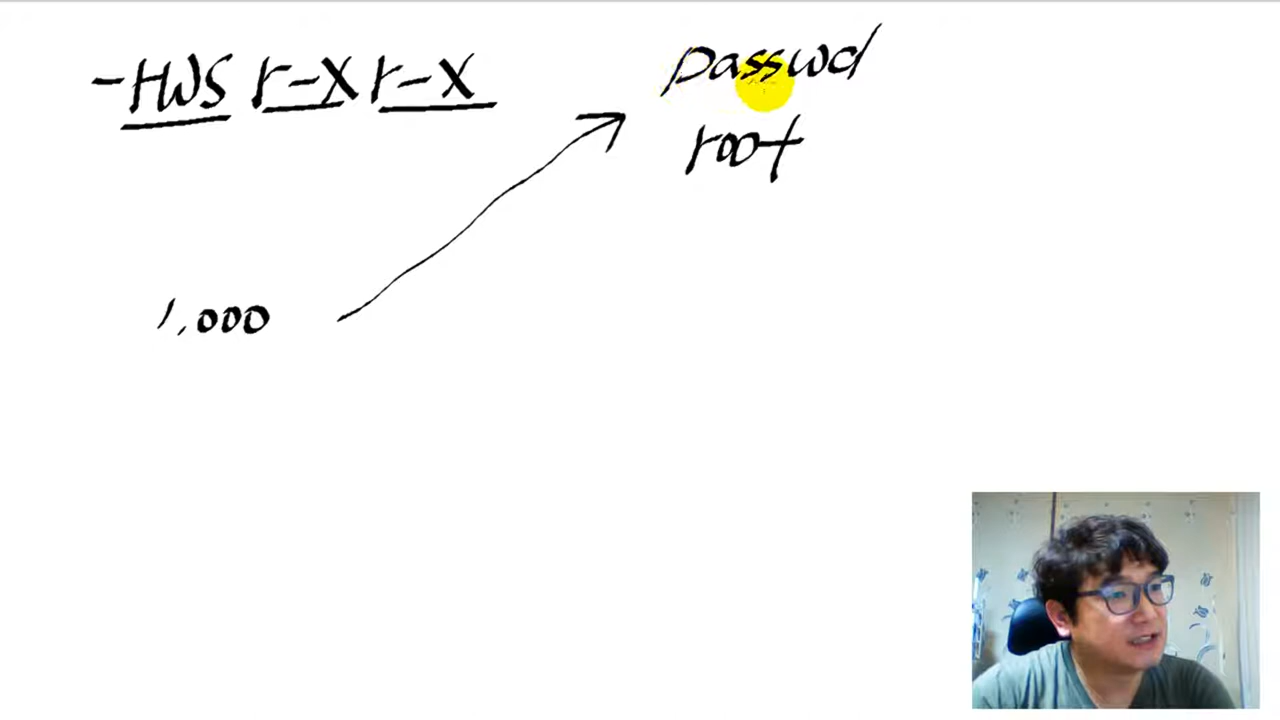 -rws r-x r-x
passwd
root
1,000